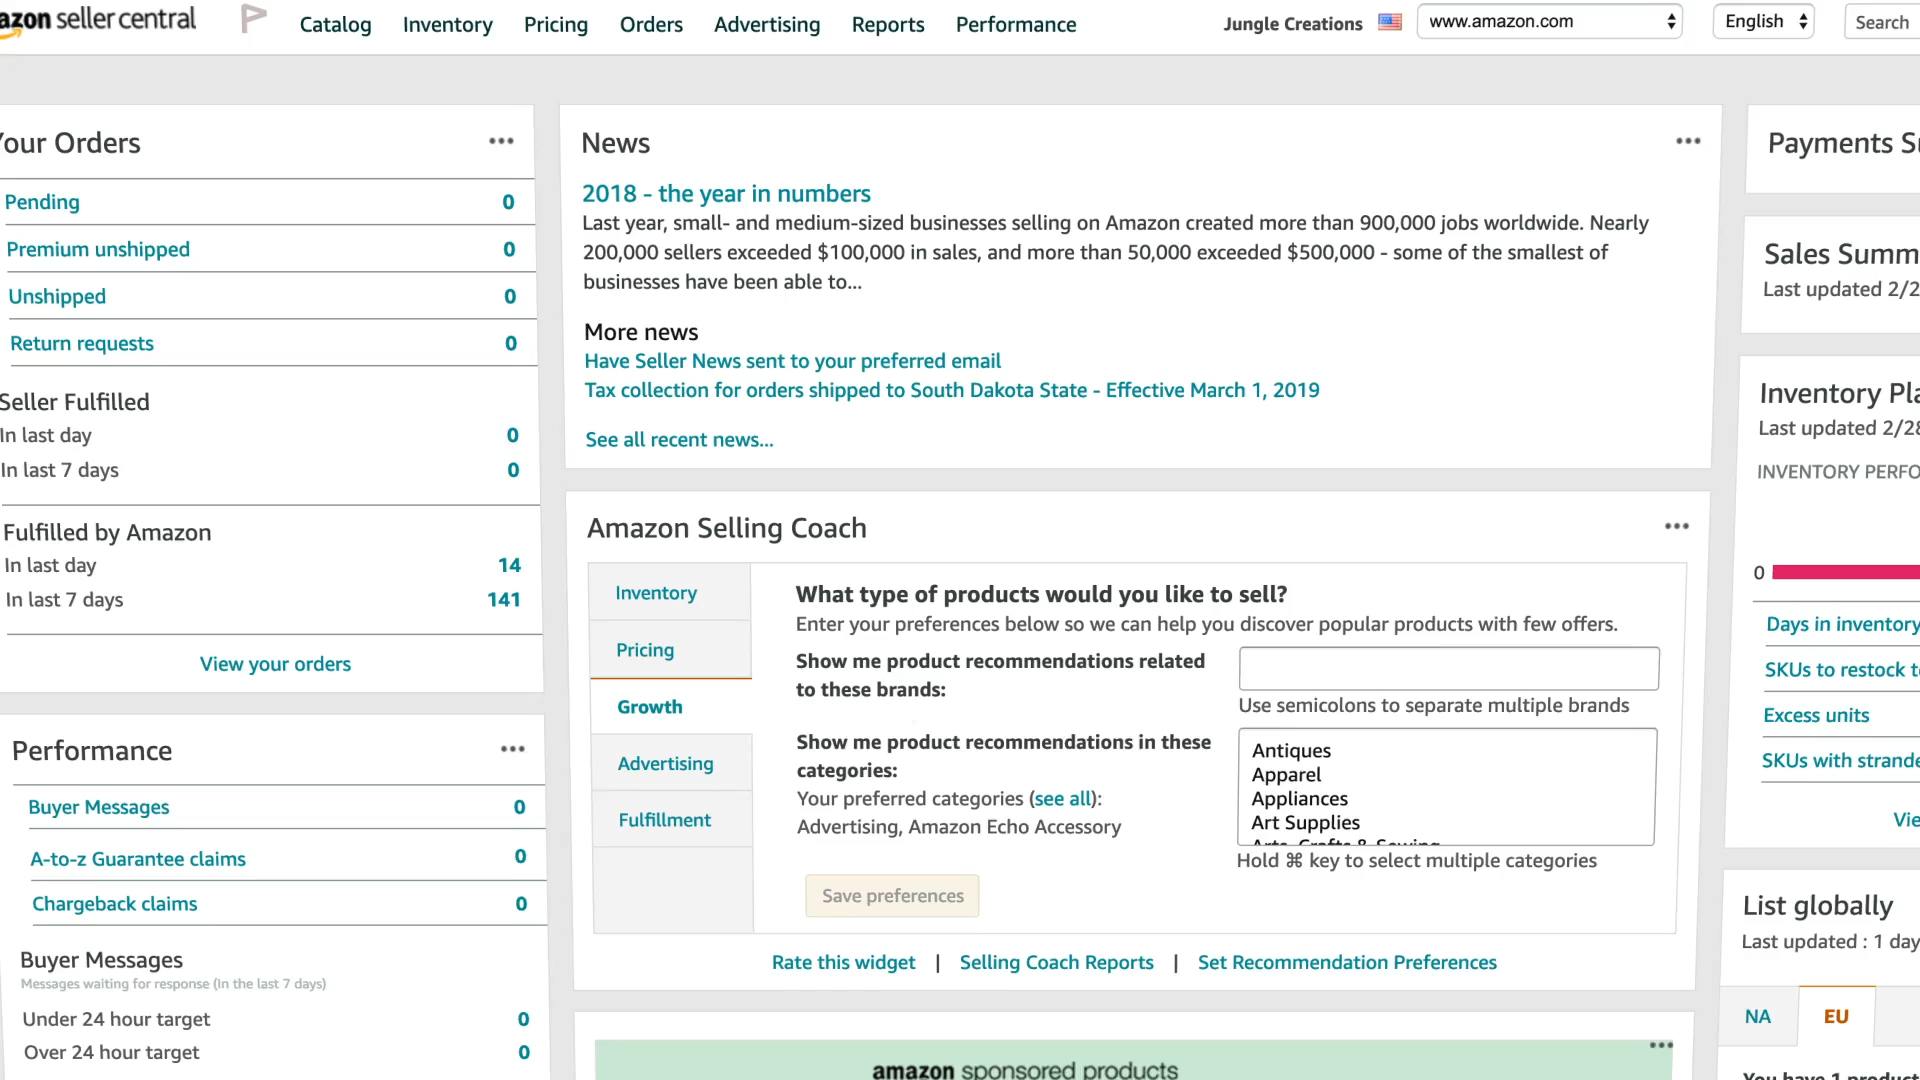 azon seller central
Catalog Inventory Pricing Orders Advertising Reports Performance
Jungle Creations www.amazon.com English Search
Your Orders
Pending 0
Premium unshipped 0
Unshipped 0
Return requests 0
Seller Fulfilled
In last day 0
In last 7 days 0
Fulfilled by Amazon
In last day 14
In last 7 days 141
View your orders
Performance
Buyer Messages 0
A-to-z Guarantee claims 0
Chargeback claims 0
Buyer Messages
Messages waiting for response (In the last 7 days)
Under 24 hour target 0
Over 24 hour target 0
News
2018 - the year in numbers
Last year, small- and medium-sized businesses selling on Amazon created more than 900,000 jobs worldwide. Nearly
200,000 sellers exceeded $100,000 in sales, and more than 50,000 exceeded $500,000 - some of the smallest of
businesses have been able to...
More news
Have Seller News sent to your preferred email
Tax collection for orders shipped to South Dakota State - Effective March 1, 2019
See all recent news...
Amazon Selling Coach
Inventory
Pricing
Growth
Advertising
Fulfillment
What type of products would you like to sell?
Enter your preferences below so we can help you discover popular products with few offers.
Show me product recommendations related
to these brands:
Use semicolons to separate multiple brands
Show me product recommendations in these
categories:
Your preferred categories (see all):
Advertising, Amazon Echo Accessory
Antiques
Apparel
Appliances
Art Supplies
Arts, Crafts & Sewing
Hold ⌘ key to select multiple categories
Save preferences
Rate this widget | Selling Coach Reports | Set Recommendation Preferences
amazon sponsored products
Payments
Sales Summ
Last updated 2/2
Inventory Pla
Last updated 2/28
INVENTORY PERFO
0
Days in inventory
SKUs to restock
Excess units
SKUs with strande
Vie
List globally
Last updated : 1 day
NA EU
You have 1 product